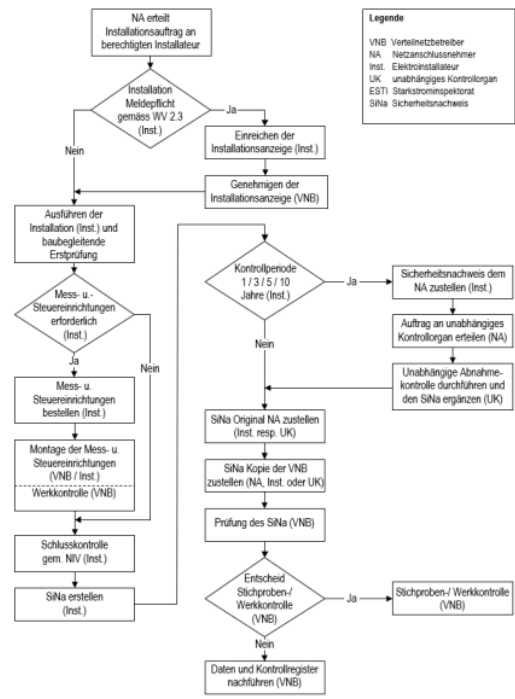 NA erteilt
Installationsauftrag an
berechtigten Installateur
Installation
Meldepflicht
gemäss WV 2.3
(Inst.)
Ja
Nein
Einreichen der
Installationsanzeige (Inst.)
Genehmigen der
Installationsanzeige (VNB)
Ausführen der
Installation (Inst.) und
baubegleitende
Erstprüfung
Mess- u.-
Steuereinrichtungen
erforderlich
(Inst.)
Ja
Nein
Mess- u.
Steuereinrichtungen
bestellen (Inst.)
Montage der Mess- u.
Steuereinrichtungen
(VNB / Inst.)
Werkkontrolle (VNB)
Schlusskontrolle
gem. NIV (Inst.)
SiNa erstellen
(Inst.)
Kontrollperiode
1 / 3 / 5 / 10
Jahre (Inst.)
Ja
Nein
Sicherheitsnachweis dem
NA zustellen (Inst.)
Auftrag an unabhängiges
Kontrollorgan erteilen (NA)
Unabhängige Abnahme-
kontrolle durchführen und
den SiNa ergänzen (UK)
SiNa Original NA zustellen
(Inst. resp. UK)
SiNa Kopie der VNB
zustellen (NA, Inst. oder UK)
Prüfung des SiNa (VNB)
Entscheid
Stichproben-/
Werkkontrolle
(VNB)
Ja
Stichproben-/ Werkkontrolle
(VNB)
Nein
Daten und Kontrollregister
nachführen (VNB)
Legende
VNB Verteilnetzbetreiber
NA Netzanschlussnehmer
Inst. Elektroinstallateur
UK unabhängiges Kontrollorgan
ESTI Starkstrominspektorat
SiNa Sicherheitsnachweis